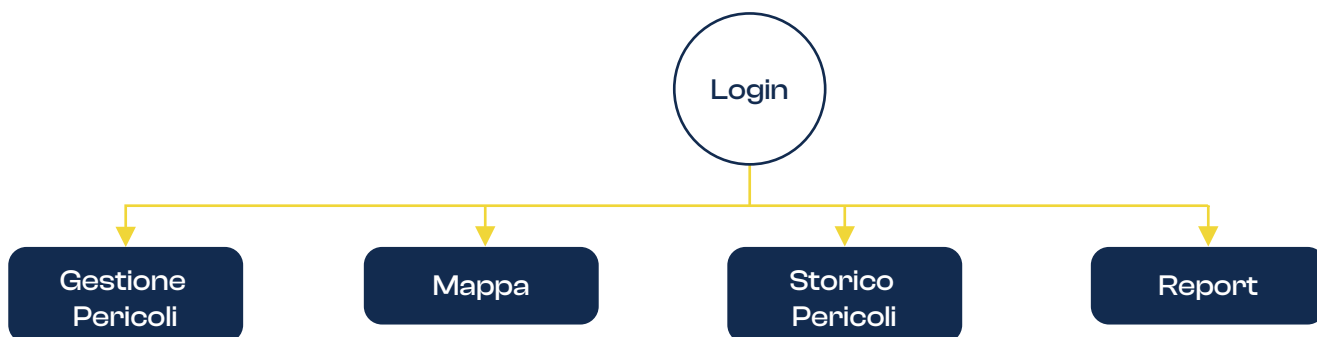 Login
Gestione
Pericoli
Mappa
Storico
Pericoli
Report